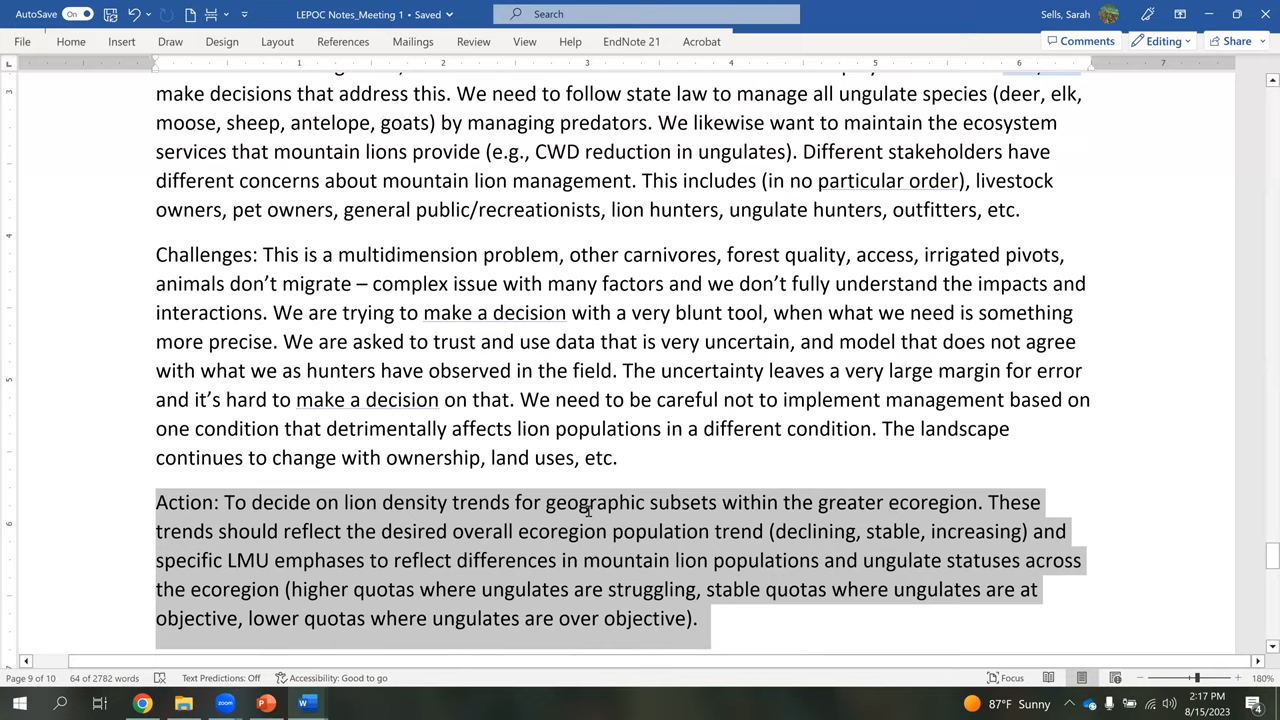 AutoSave On LEPOC Notes_Meeting 1 • Saved Search Sells, Sarah
File Home Insert Draw Design Layout References Mailings Review View Help EndNote 21 Acrobat Comments Editing Share
1 2 3 4 5 6 7
make decisions that address this. We need to follow state law to manage all ungulate species (deer, elk,
moose, sheep, antelope, goats) by managing predators. We likewise want to maintain the ecosystem
services that mountain lions provide (e.g., CWD reduction in ungulates). Different stakeholders have
different concerns about mountain lion management. This includes (in no particular order), livestock
owners, pet owners, general public/recreationists, lion hunters, ungulate hunters, outfitters, etc.
Challenges: This is a multidimension problem, other carnivores, forest quality, access, irrigated pivots,
animals don't migrate – complex issue with many factors and we don't fully understand the impacts and
interactions. We are trying to make a decision with a very blunt tool, when what we need is something
more precise. We are asked to trust and use data that is very uncertain, and model that does not agree
with what we as hunters have observed in the field. The uncertainty leaves a very large margin for error
and it's hard to make a decision on that. We need to be careful not to implement management based on
one condition that detrimentally affects lion populations in a different condition. The landscape
continues to change with ownership, land uses, etc.
Action: To decide on lion density trends for geographic subsets within the greater ecoregion. These
trends should reflect the desired overall ecoregion population trend (declining, stable, increasing) and
specific LMU emphases to reflect differences in mountain lion populations and ungulate statuses across
the ecoregion (higher quotas where ungulates are struggling, stable quotas where ungulates are at
objective, lower quotas where ungulates are over objective).
Page 9 of 10 64 of 2782 words Text Predictions: Off Accessibility: Good to go Focus 180%
zoom 87°F Sunny 2:17 PM
8/15/2023 4